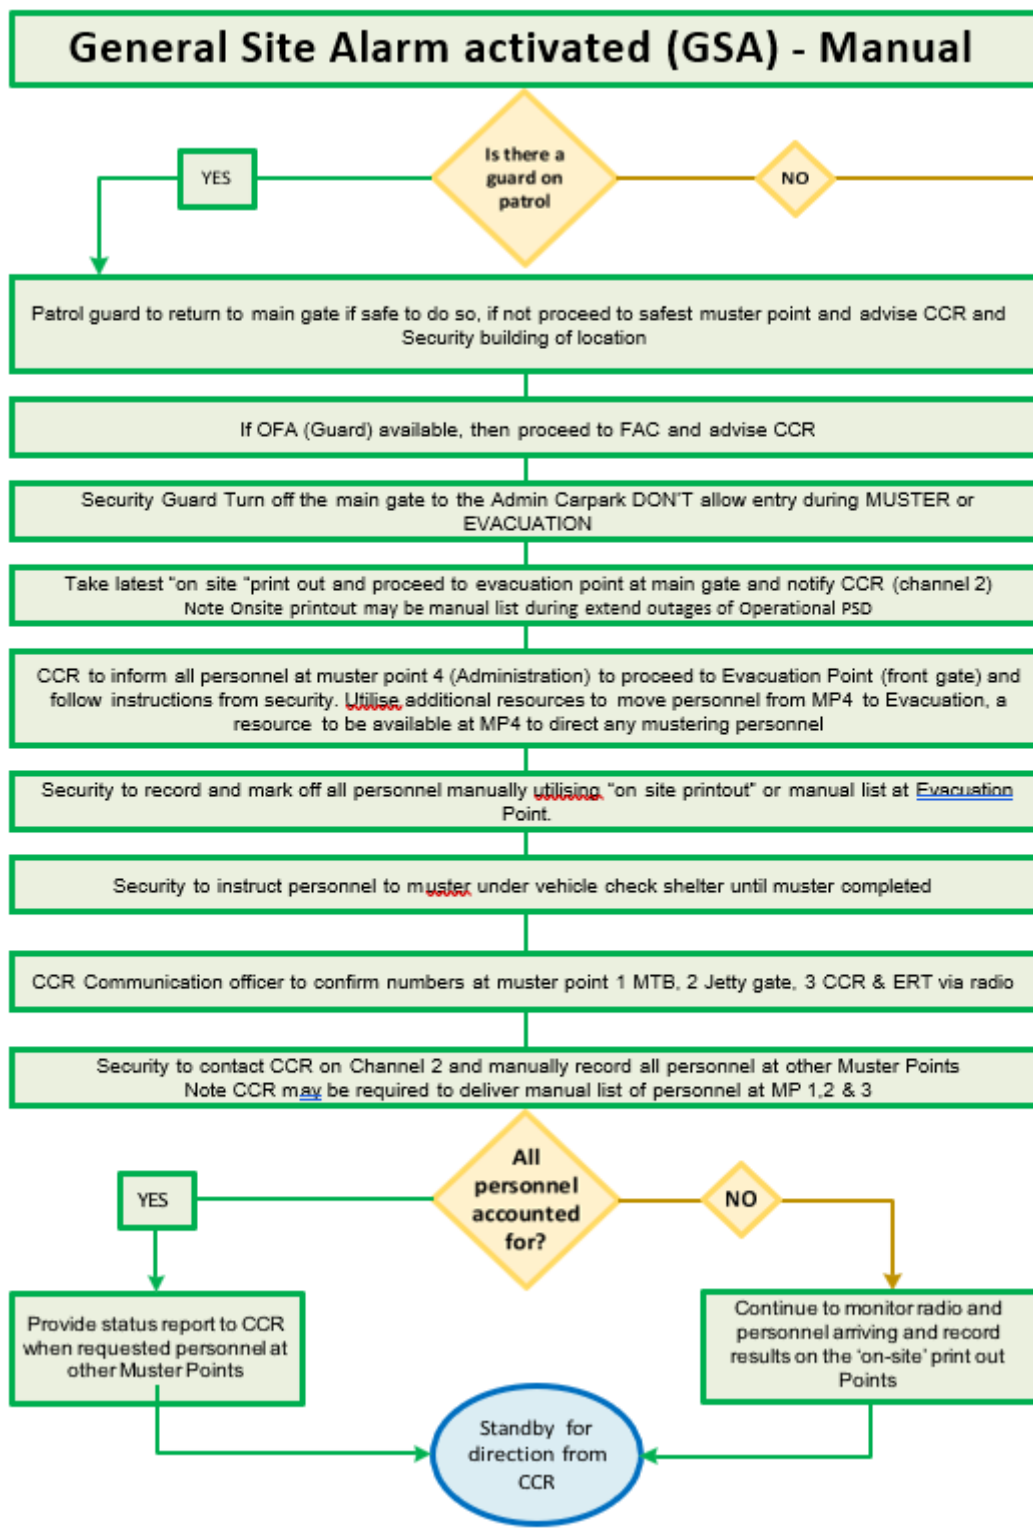 General Site Alarm activated (GSA) - Manual
Is there a
guard on
patrol
YES
NO
Patrol guard to return to main gate if safe to do so, if not proceed to safest muster point and advise CCR and
Security building of location
If OFA (Guard) available, then proceed to FAC and advise CCR
Security Guard Turn off the main gate to the Admin Carpark DON'T allow entry during MUSTER or
EVACUATION
Take latest "on site "print out and proceed to evacuation point at main gate and notify CCR (channel 2)
Note Onsite printout may be manual list during extend outages of Operational PSD
CCR to inform all personnel at muster point 4 (Administration) to proceed to Evacuation Point (front gate) and
follow instructions from security. Utilise additional resources to move personnel from MP4 to Evacuation, a
resource to be available at MP4 to direct any mustering personnel
Security to record and mark off all personnel manually utilising "on site printout" or manual list at Evacuation
Point.
Security to instruct personnel to muster under vehicle check shelter until muster completed
CCR Communication officer to confirm numbers at muster point 1 MTB, 2 Jetty gate, 3 CCR & ERT via radio
Security to contact CCR on Channel 2 and manually record all personnel at other Muster Points
Note CCR may be required to deliver manual list of personnel at MP 1,2 & 3
All
personnel
accounted
for?
YES
NO
Provide status report to CCR
when requested personnel at
other Muster Points
Continue to monitor radio and
personnel arriving and record
results on the 'on-site' print out
Points
Standby for
direction from
CCR